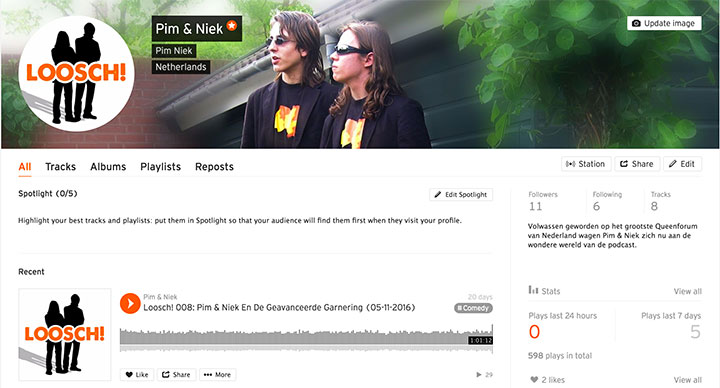 LOOSCH!
Pim & Niek
Pim Niek
Netherlands
Update image
All Tracks Albums Playlists Reposts
Station Share Edit
Spotlight (0/5)
Edit Spotlight
Highlight your best tracks and playlists: put them in Spotlight so that your audience will find them first when they visit your profile.
Recent
LOOSCH!
Pim & Niek
20 days
Loosch! 008: Pim & Niek En De Geavanceerde Garnering (05-11-2016)
# Comedy
1:01:12
Like Share More
29
Followers Following Tracks
11 6 8
Volwassen geworden op het grootste Queenforum
van Nederland wagen Pim & Niek zich nu aan de
wondere wereld van de podcast.
Stats View all
Plays last 24 hours Plays last 7 days
0 5
598 plays in total
2 likes View all